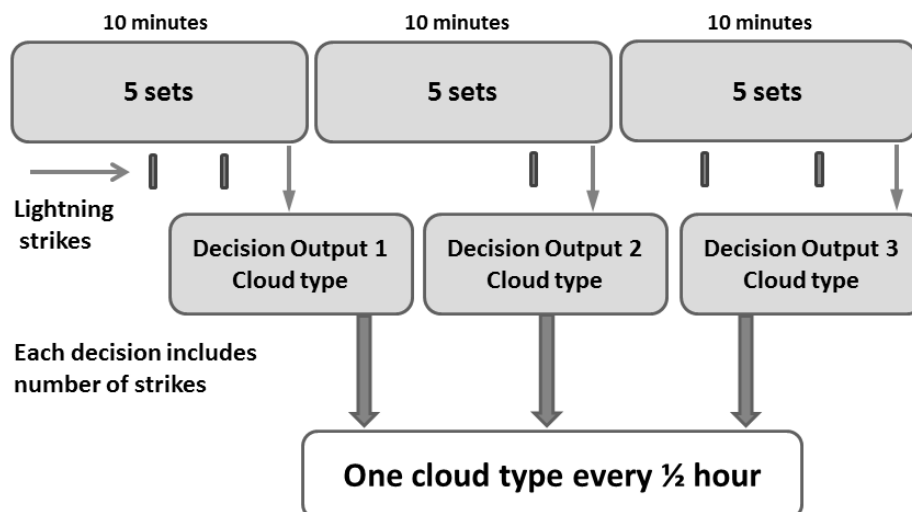 10 minutes
10 minutes
10 minutes
5 sets
5 sets
5 sets
Lightning
strikes
Decision Output 1
Cloud type
Decision Output 2
Cloud type
Decision Output 3
Cloud type
Each decision includes
number of strikes
One cloud type every ½ hour